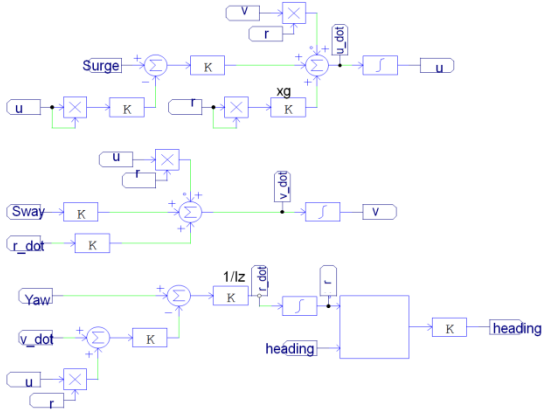 v
r
u_dot
Surge
K
K
u
u
K
r
xg
K
u
r
v_dot
Sway
K
v
r_dot
K
1/Iz
r_dot
r
Yaw
K
v_dot
K
K
heading
heading
u
r